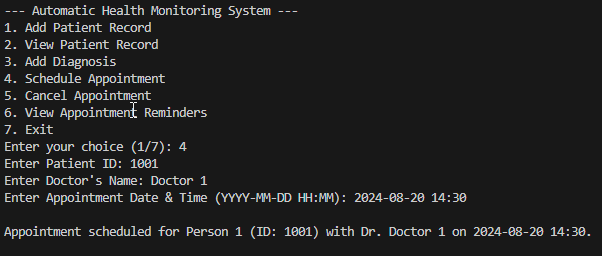 --- Automatic Health Monitoring System ---
1. Add Patient Record
2. View Patient Record
3. Add Diagnosis
4. Schedule Appointment
5. Cancel Appointment
6. View Appointment Reminders
7. Exit
Enter your choice (1/7): 4
Enter Patient ID: 1001
Enter Doctor's Name: Doctor 1
Enter Appointment Date & Time (YYYY-MM-DD HH:MM): 2024-08-20 14:30
Appointment scheduled for Person 1 (ID: 1001) with Dr. Doctor 1 on 2024-08-20 14:30.